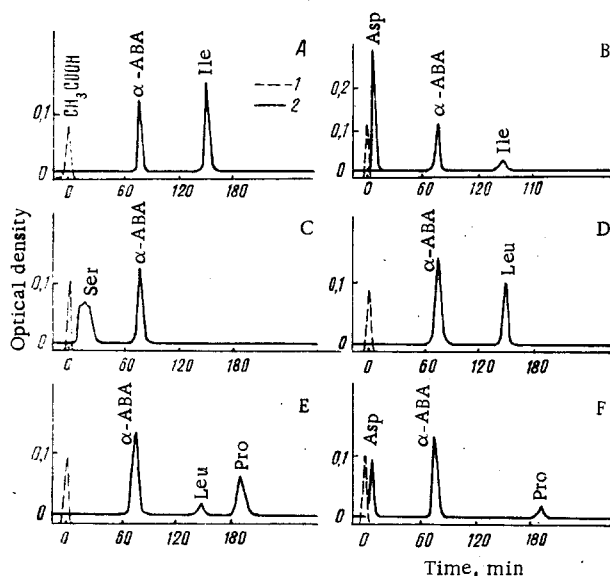 A
CH₃COOH
α-ABA
Ile
1
2
0,1
0
0 60 120 180
B
Asp
α-ABA
Ile
0,2
0,1
0
0 60 120 110
C
Ser
α-ABA
0,1
0
0 60 120 180
D
α-ABA
Leu
0,1
0
0 60 120 180
E
α-ABA
Leu
Pro
0,1
0
0 60 120 180
F
Asp
α-ABA
Pro
0,1
0
0 60 120 180
Optical density
Time, min